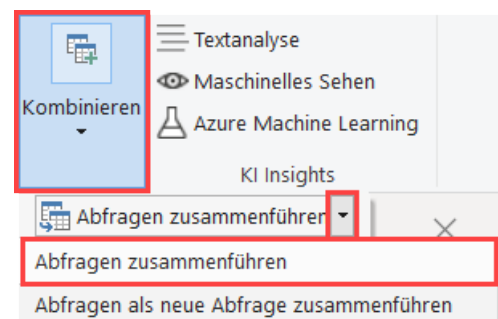 Kombinieren
Textanalyse
Maschinelles Sehen
Azure Machine Learning
KI Insights
Abfragen zusammenführen
Abfragen zusammenführen
Abfragen als neue Abfrage zusammenführen